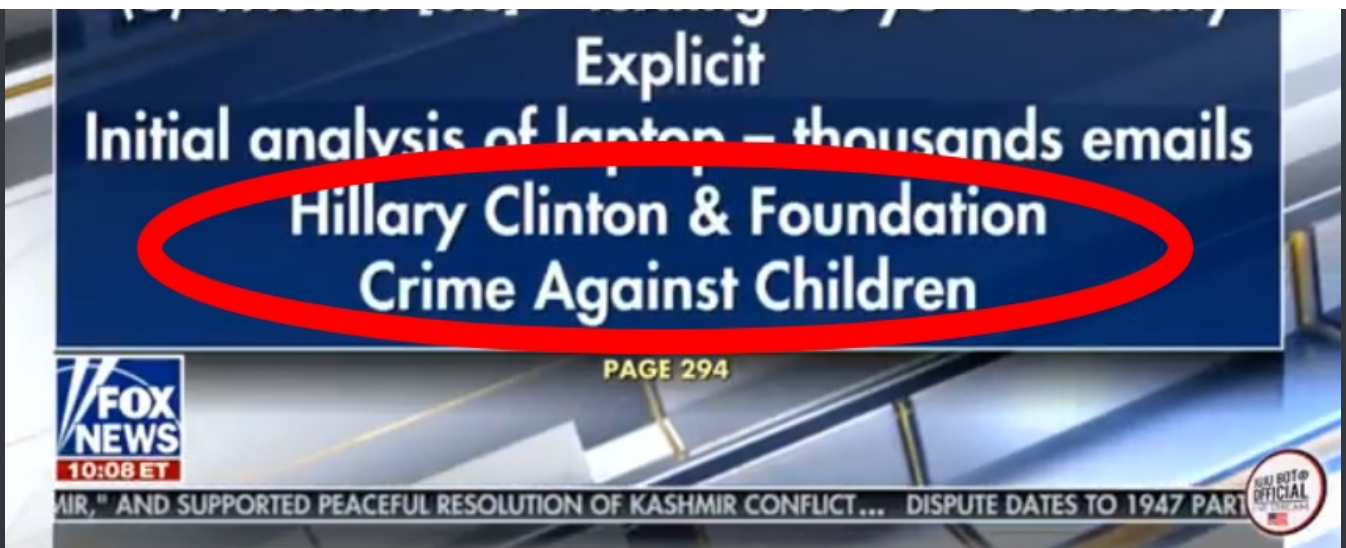 Explicit
Initial analysis of laptop – thousands emails
Hillary Clinton & Foundation
Crime Against Children
PAGE 294
FOX
NEWS
10:08 ET
MIR," AND SUPPORTED PEACEFUL RESOLUTION OF KASHMIR CONFLICT... DISPUTE DATES TO 1947 PART
OFFICIAL